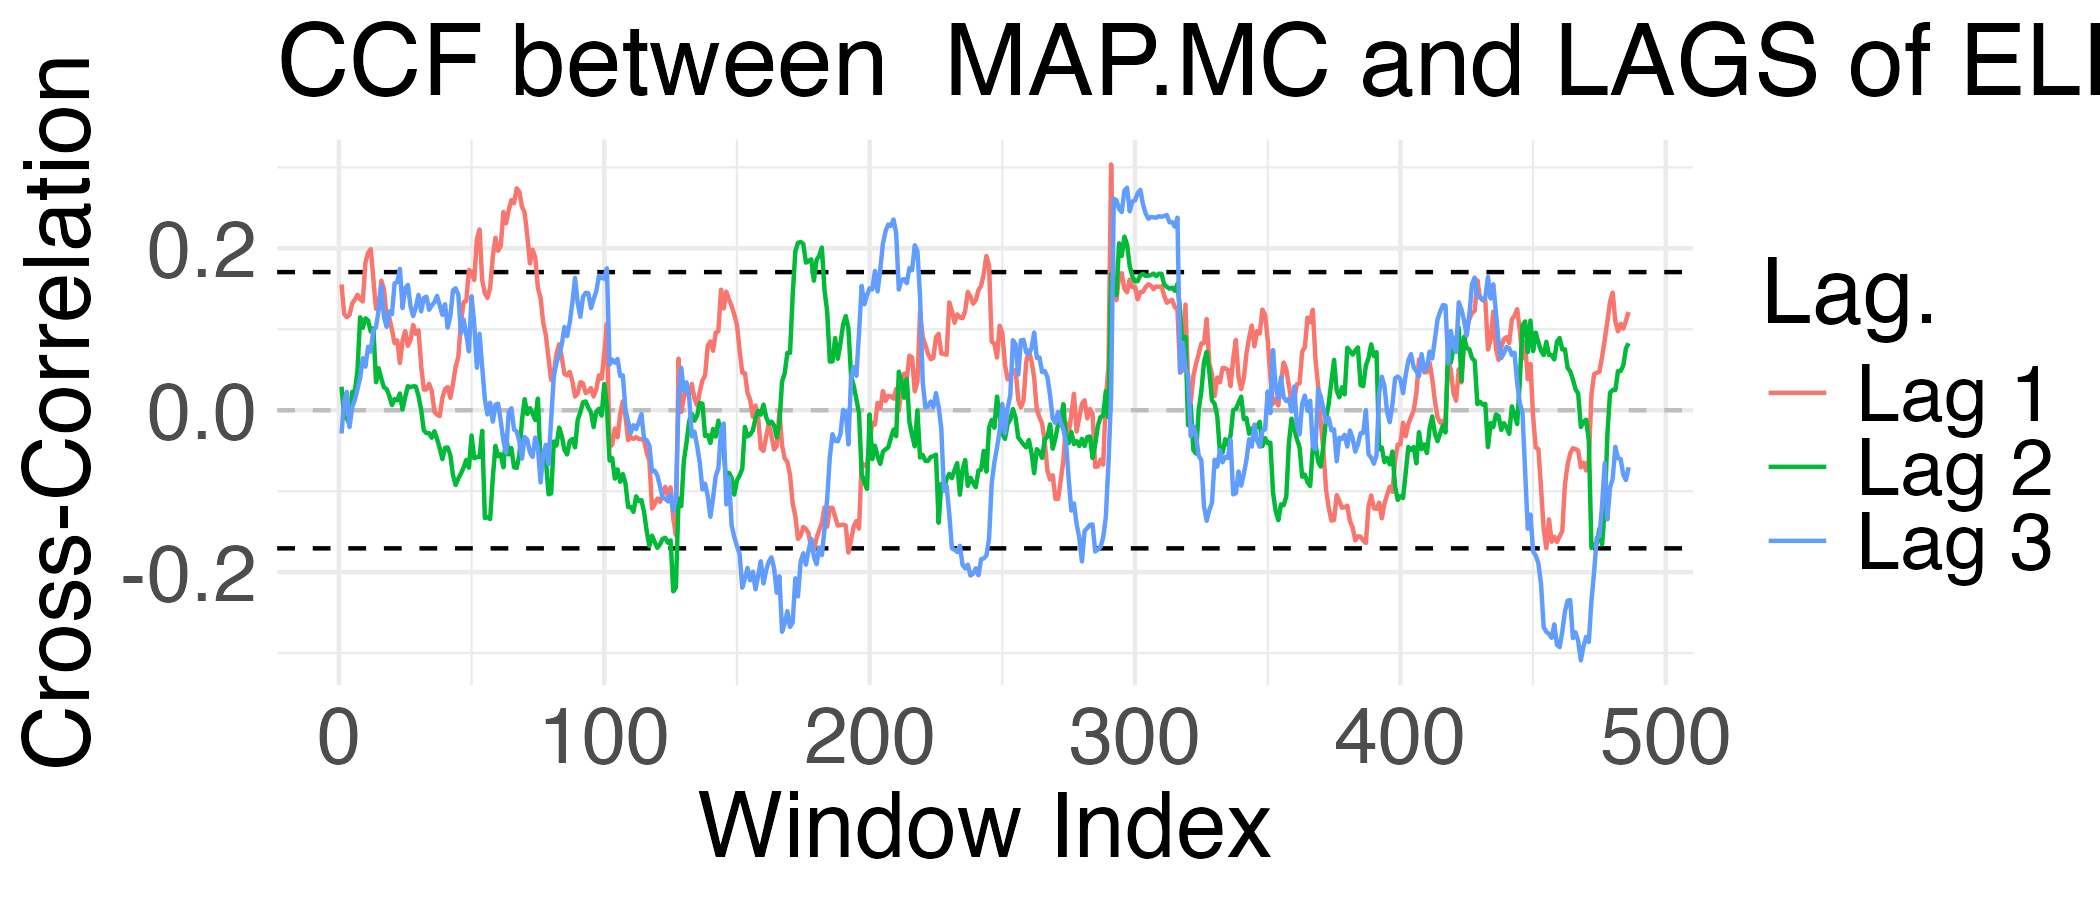 CCF between MAP.MC and LAGS of
Cross-Correlation
0.2
0.0
-0.2
0 100 200 300 400 500
Window Index
Lag.
Lag 1
Lag 2
Lag 3